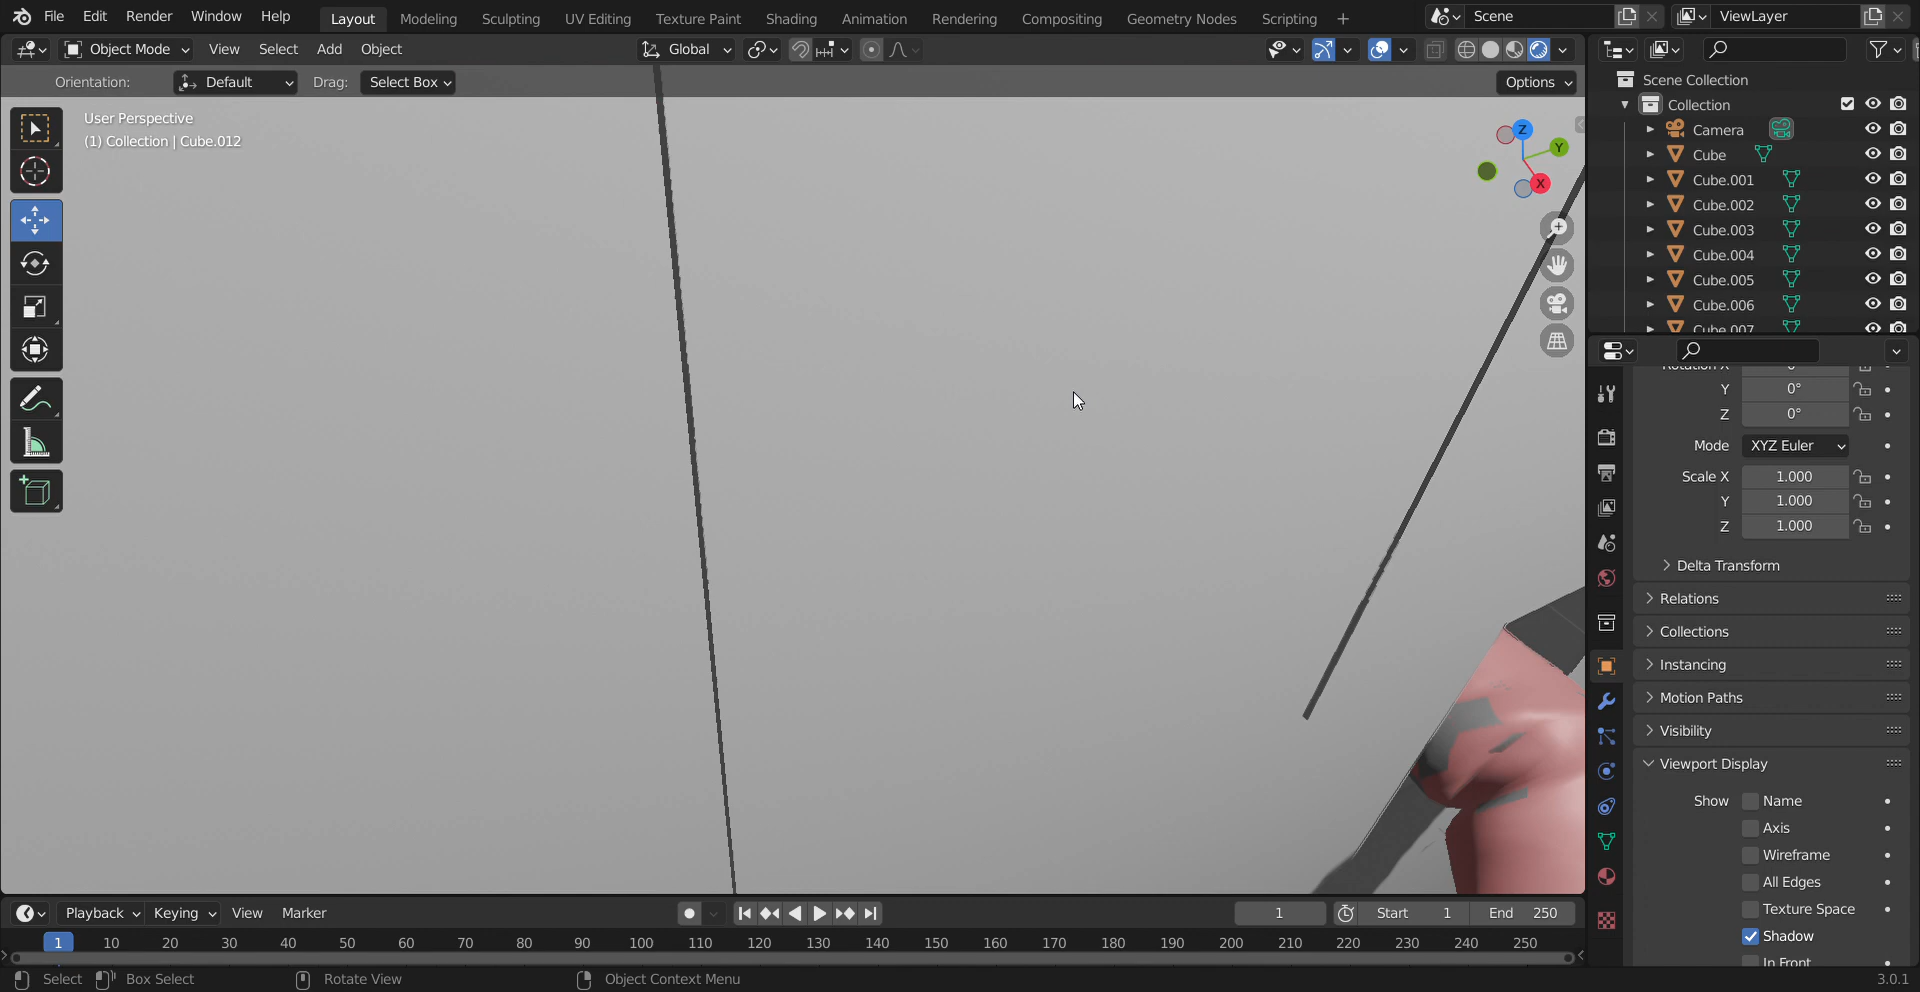 File Edit Render Window Help Layout Modeling Sculpting UV Editing Texture Paint Shading Animation Rendering Compositing Geometry Nodes Scripting + Scene ViewLayer
Object Mode View Select Add Object Global
Orientation: Default Drag: Select Box Options
User Perspective
(1) Collection | Cube.012
Z
Y
X
Scene Collection
Collection
Camera
Cube
Cube.001
Cube.002
Cube.003
Cube.004
Cube.005
Cube.006
Cube.007
Rotation X 0°
Y 0°
Z 0°
Mode XYZ Euler
Scale X 1.000
Y 1.000
Z 1.000
Delta Transform
Relations
Collections
Instancing
Motion Paths
Visibility
Viewport Display
Show Name
Axis
Wireframe
All Edges
Texture Space
Shadow
In Front
Playback Keying View Marker 1 Start 1 End 250
1 10 20 30 40 50 60 70 80 90 100 110 120 130 140 150 160 170 180 190 200 210 220 230 240 250
Select Box Select Rotate View Object Context Menu 3.0.1